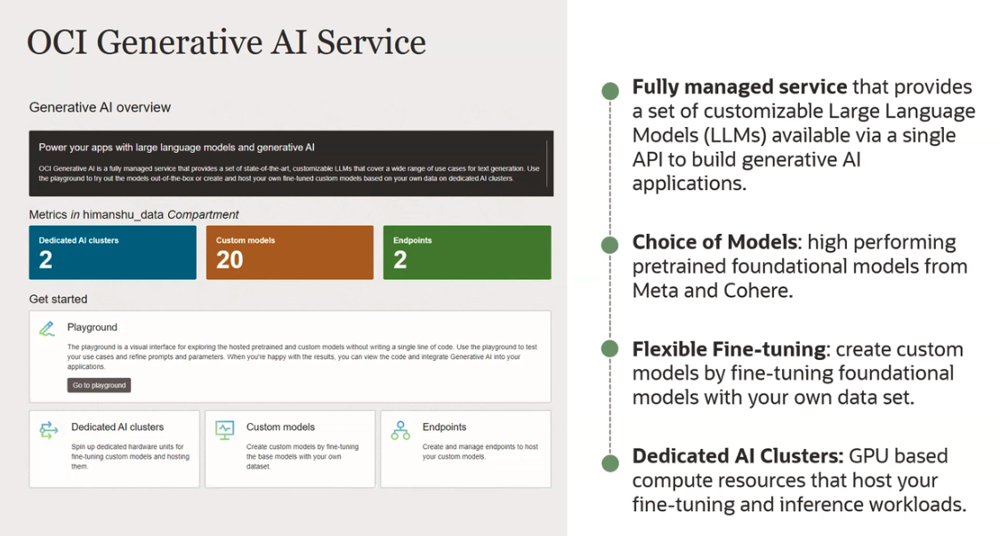 OCI Generative AI Service
Generative AI overview
Power your apps with large language models and generative AI
OCI Generative AI is a fully managed service that provides a set of state-of-the-art, customizable LLMs that cover a wide range of use cases for text generation. Use
the playground to try out the models out-of-the-box or create and host your own fine-tuned custom models based on your own data on dedicated AI clusters.
Metrics in himanshu_data Compartment
Dedicated AI clusters
2
Custom models
20
Endpoints
2
Get started
Playground
The playground is a visual interface for exploring the hosted pretrained and custom models without writing a single line of code. Use the playground to test
your use cases and refine prompts and parameters. When you're happy with the results, you can view the code and integrate Generative AI into your
applications.
Go to playground
Dedicated AI clusters
Spin up dedicated hardware units for
fine-tuning custom models and hosting
them.
Custom models
Create custom models by fine-tuning
the base models with your own
dataset.
Endpoints
Create and manage endpoints to host
your custom models.
Fully managed service that provides
a set of customizable Large Language
Models (LLMs) available via a single
API to build generative AI
applications.
Choice of Models: high performing
pretrained foundational models from
Meta and Cohere.
Flexible Fine-tuning: create custom
models by fine-tuning foundational
models with your own data set.
Dedicated AI Clusters: GPU based
compute resources that host your
fine-tuning and inference workloads.